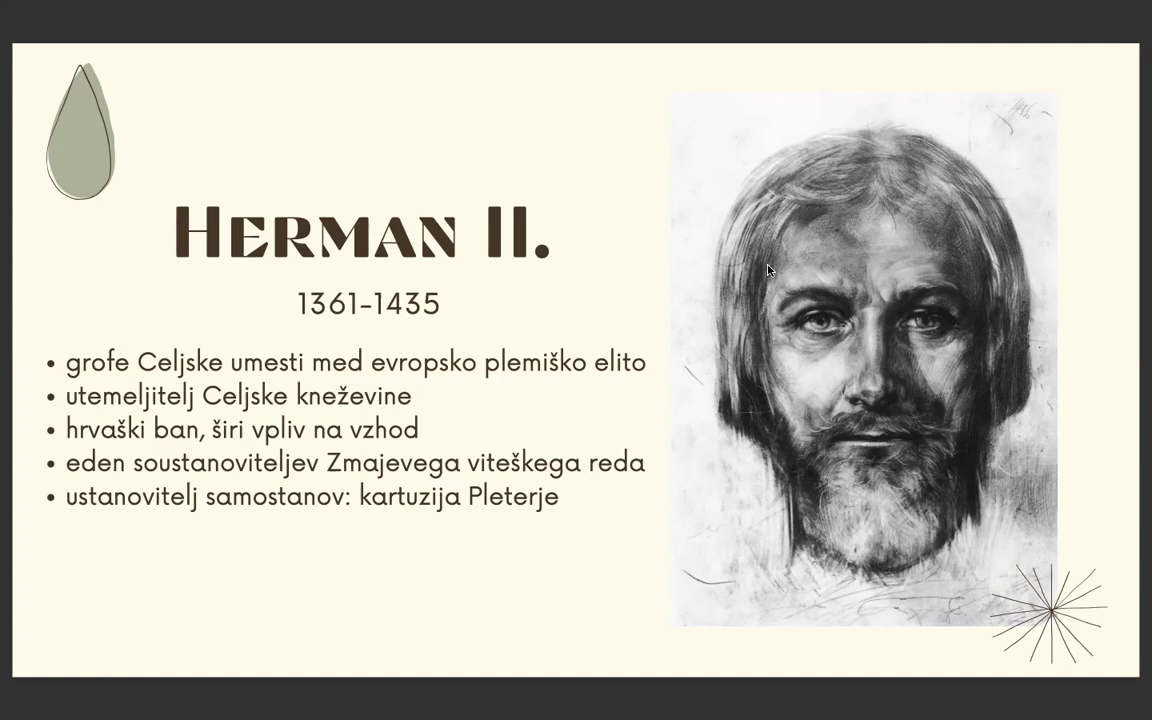 HERMAN II.
1361-1435
• grofe Celjske umesti med evropsko plemiško elito
• utemeljitelj Celjske kneževine
• hrvaški ban, širi vpliv na vzhod
• eden soustanoviteljev Zmajevega viteškega reda
• ustanovitelj samostanov: kartuzija Pleterje